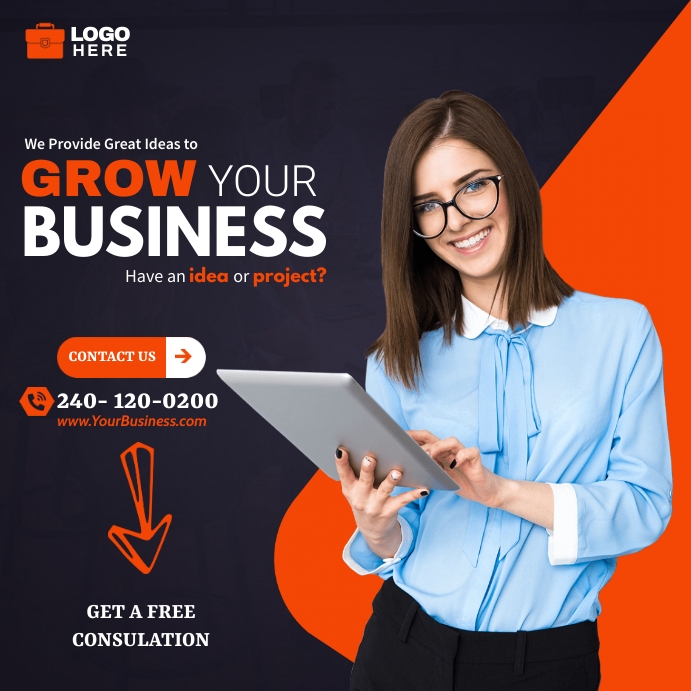 LOGO
HERE
We Provide Great Ideas to
GROW YOUR
BUSINESS
Have an idea or project?
CONTACT US
240- 120-0200
www.YourBusiness.com
GET A FREE
CONSULATION